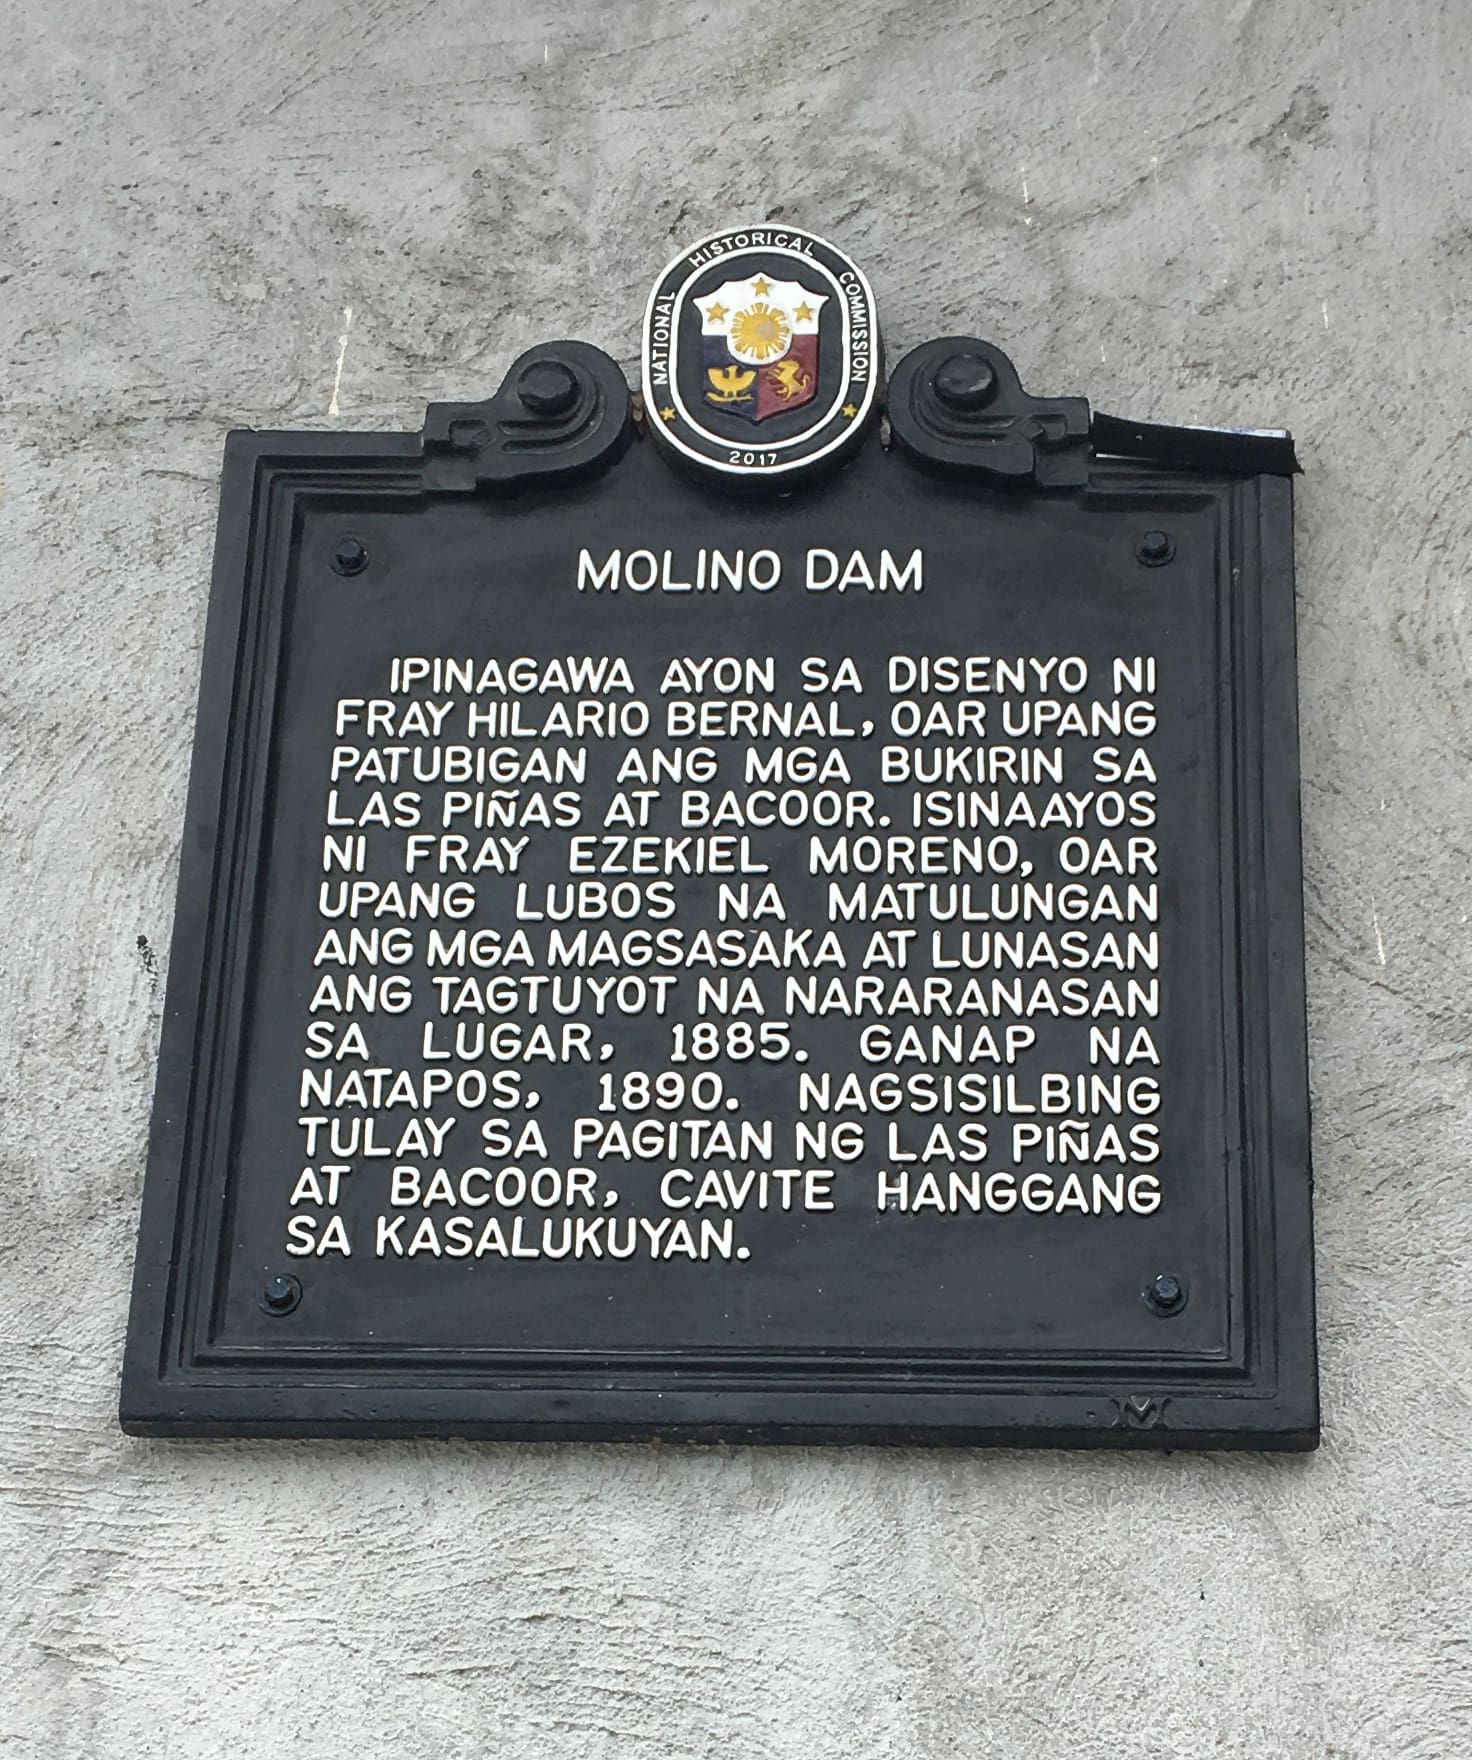 NATIONAL HISTORICAL COMMISSION
2017
MOLINO DAM
IPINAGAWA AYON SA DISENYO NI
FRAY HILARIO BERNAL, OAR UPANG
PATUBIGAN ANG MGA BUKIRIN SA
LAS PIÑAS AT BACOOR. ISINAAYOS
NI FRAY EZEKIEL MORENO, OAR
UPANG LUBOS NA MATULUNGAN
ANG MGA MAGSASAKA AT LUNASAN
ANG TAGTUYOT NA NARARANASAN
SA LUGAR, 1885. GANAP NA
NATAPOS, 1890. NAGSISILBING
TULAY SA PAGITAN NG LAS PIÑAS
AT BACOOR, CAVITE HANGGANG
SA KASALUKUYAN.